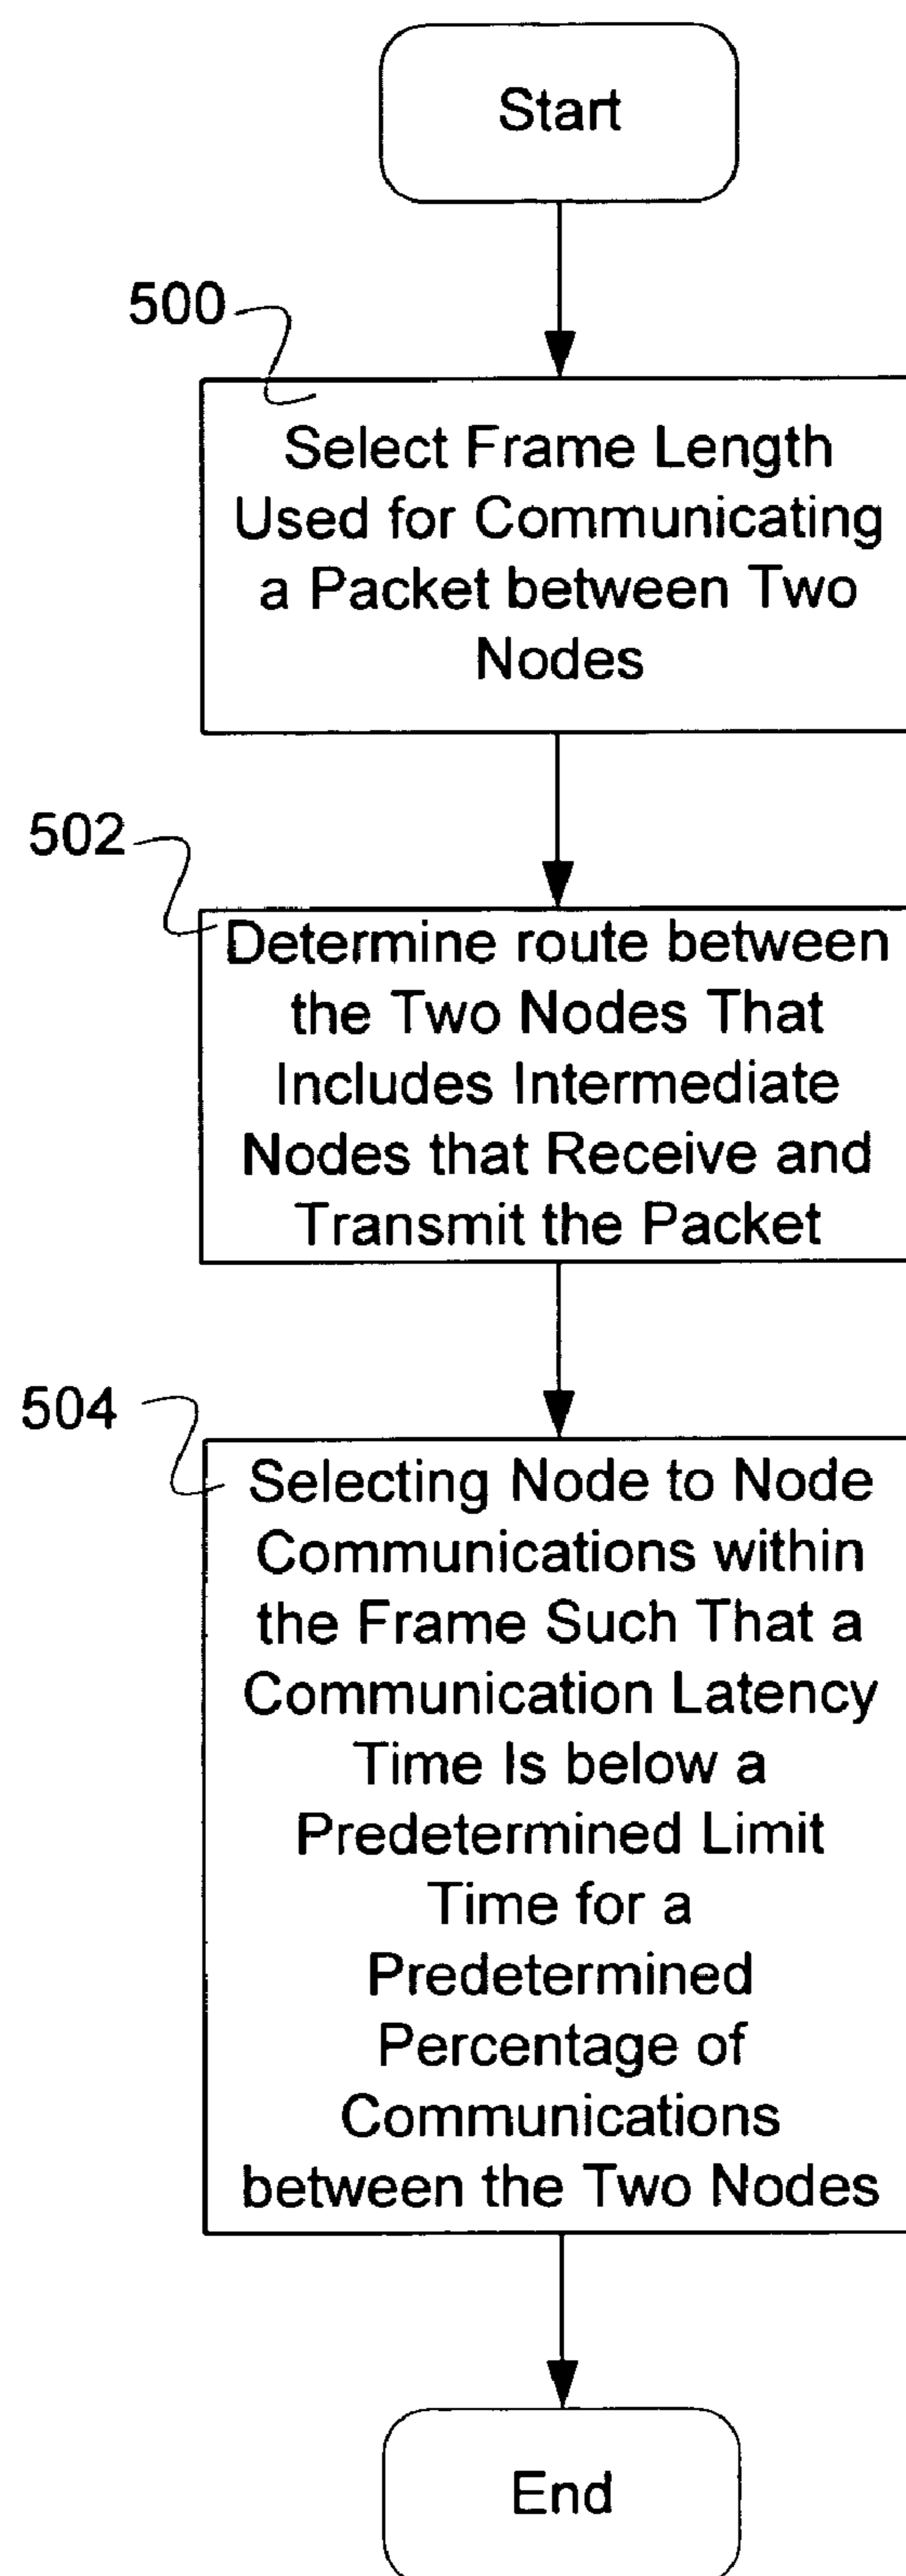 Start
500
Select Frame Length
Used for Communicating
a Packet between Two
Nodes
502
Determine route between
the Two Nodes That
Includes Intermediate
Nodes that Receive and
Transmit the Packet
504
Selecting Node to Node
Communications within
the Frame Such That a
Communication Latency
Time Is below a
Predetermined Limit
Time for a
Predetermined
Percentage of
Communications
between the Two Nodes
End